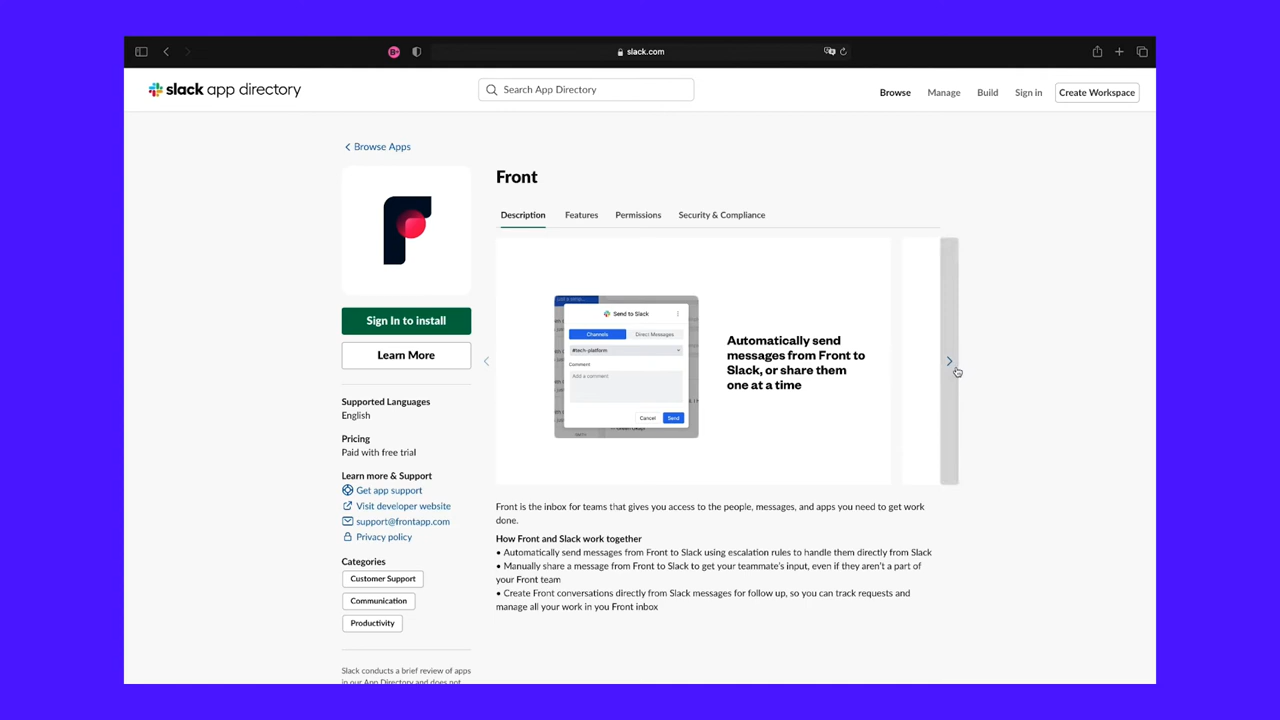 slack.com
slack app directory
Search App Directory
Browse
Manage
Build
Sign in
Create Workspace
Browse Apps
Front
Description
Features
Permissions
Security & Compliance
Sign In to install
Learn More
Supported Languages
English
Pricing
Paid with free trial
Learn more & Support
Get app support
Visit developer website
support@frontapp.com
Privacy policy
Categories
Customer Support
Communication
Productivity
Slack conducts a brief review of apps
in our App Directory and does not
Send to Slack
Channels
Direct Messages
#tech-platform
Comment
Add a comment
Cancel
Send
Automatically send
messages from Front to
Slack, or share them
one at a time
Front is the inbox for teams that gives you access to the people, messages, and apps you need to get work
done.
How Front and Slack work together
• Automatically send messages from Front to Slack using escalation rules to handle them directly from Slack
• Manually share a message from Front to Slack to get your teammate's input, even if they aren't a part of
your Front team
• Create Front conversations directly from Slack messages for follow up, so you can track requests and
manage all your work in you Front inbox